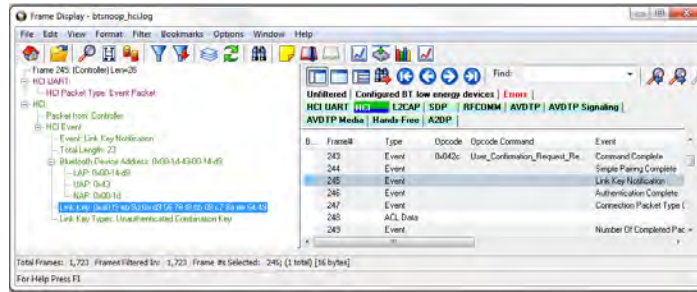 Frame Display - btsnoop_hci.log
File Edit View Format Filter Bookmarks Options Window Help
Find:
Frame 245: (Controller) Len=26
HCI UART:
HCI Packet Type: Event Packet
HCI:
Packet from: Controller
HCI Event
Event: Link Key Notification
Total Length: 23
Bluetooth Device Address: 0x00-1d-43-00-14-d9
LAP: 0x00-14-d9
UAP: 0x43
NAP: 0x00-1d
Link Key:
Link Key Types: Unauthenticated Combination Key
Unfiltered Configured BT low energy devices Errors
HCI UART HCI L2CAP SDP RFCOMM AVDTP AVDTP Signaling
AVDTP Media Hands-Free A2DP
B... Frame# Type Opcode Opcode Command Event
243 Event 0x042c User_Confirmation_Request_Re... Command Complete
244 Event Simple Pairing Complete
245 Event Link Key Notification
246 Event Authentication Complete
247 Event Connection Packet Type C
248 ACL Data
249 Event Number Of Completed Pac
Total Frames: 1,723 Frames Filtered In: 1,723 Frame #s Selected: 245; (1 total) [16 bytes]
For Help Press F1